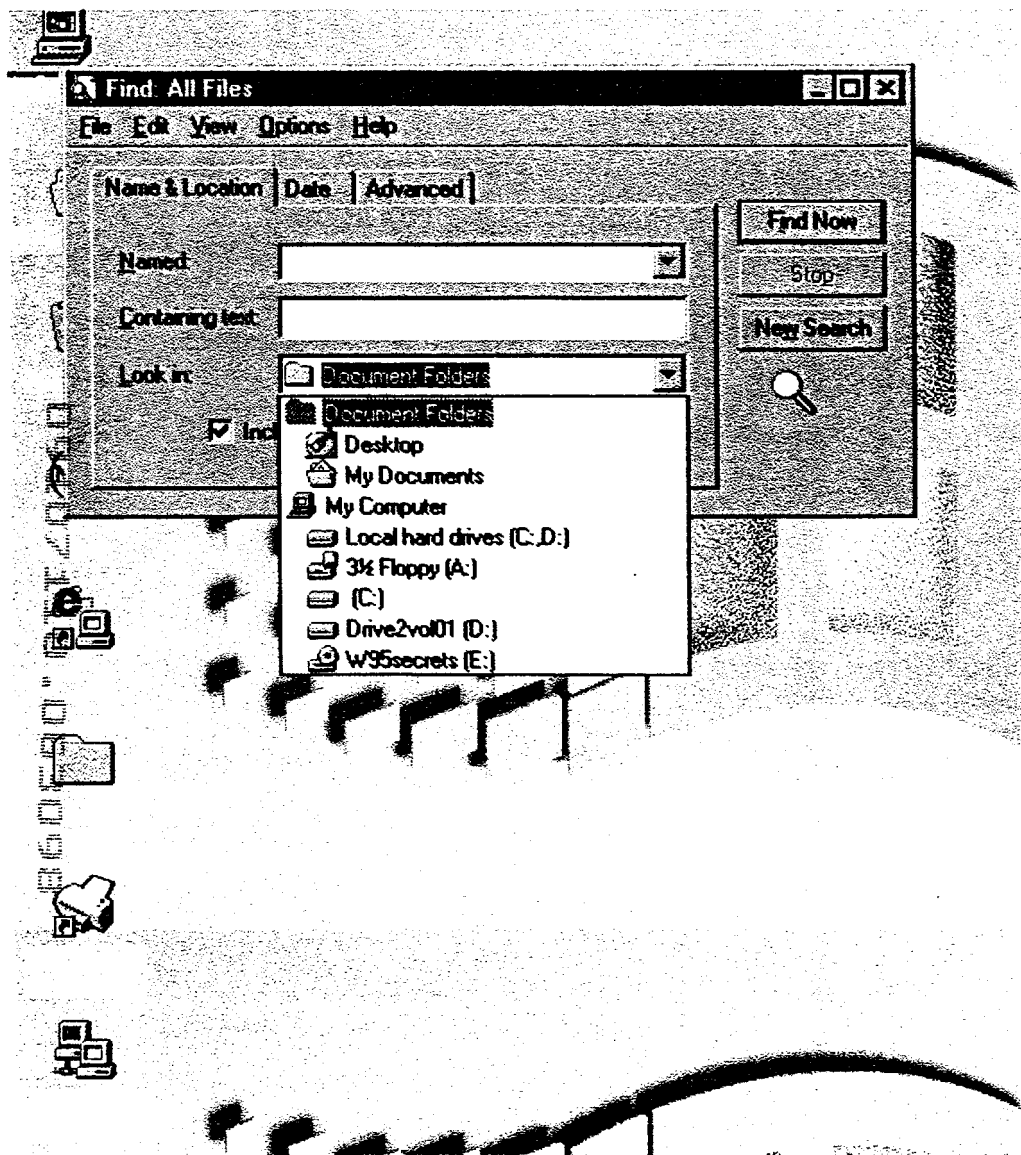 Find: All Files
File Edit View Options Help
Name & Location Date Advanced
Find Now
Named:
Stop
Containing text:
New Search
Look in: Document Folders
Document Folders
Desktop
My Documents
My Computer
Local hard drives (C:,D:)
3½ Floppy (A:)
(C:)
Drive2vol01 (D:)
W95secrets (E:)